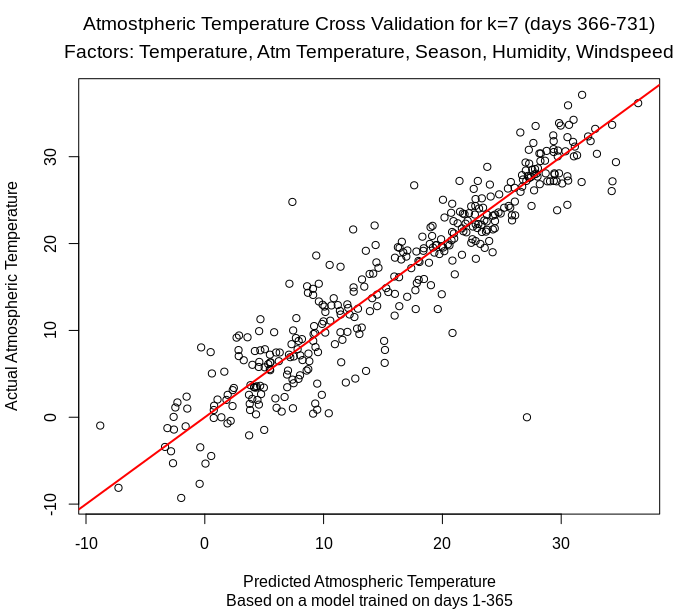 Atmostpheric Temperature Cross Validation for k=7 (days 366-731)
Factors: Temperature, Atm Temperature, Season, Humidity, Windspeed
Actual Atmospheric Temperature
30
20
10
0
-10
-10 0 10 20 30
Predicted Atmospheric Temperature
Based on a model trained on days 1-365